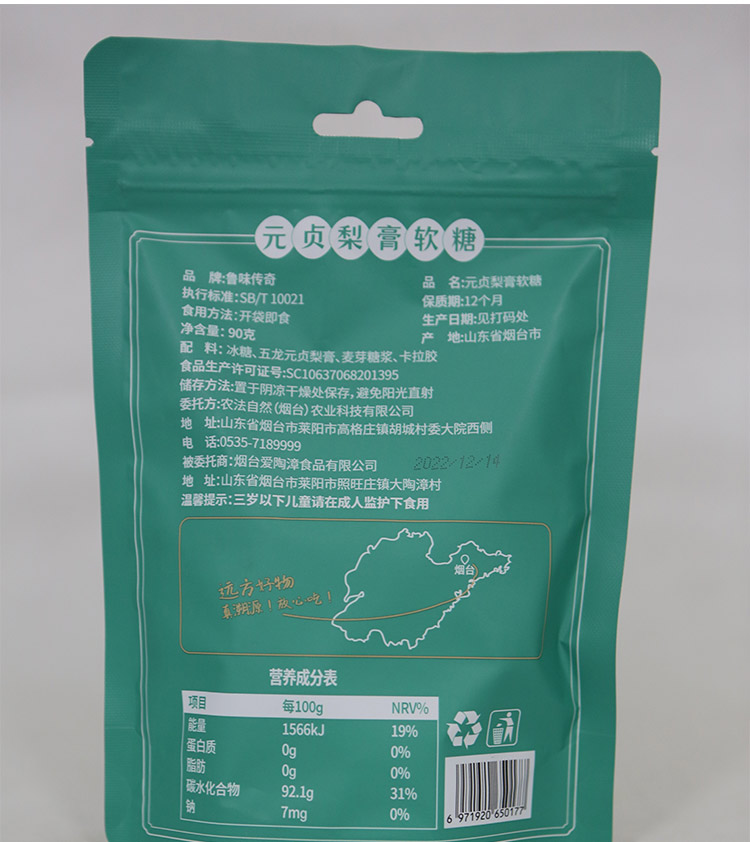 元贞梨膏软糖
品 牌:鲁味传奇
品 名:元贞梨膏软糖
执行标准:SB/T 10021
保质期:12个月
食用方法:开袋即食
生产日期:见打码处
净含量: 90克
产 地:山东省烟台市
配 料: 冰糖、五龙元贞梨膏、麦芽糖浆、卡拉胶
食品生产许可证号:SC10637068201395
储存方法:置于阴凉干燥处保存,避免阳光直射
委托方:农法自然(烟台)农业科技有限公司
地 址:山东省烟台市莱阳市高格庄镇胡城村委大院西侧
电 话:0535-7189999
被委托商:烟台爱陶漳食品有限公司
2022/12/14
地 址:山东省烟台市莱阳市照旺庄镇大陶漳村
温馨提示:三岁以下儿童请在成人监护下食用
烟台
远方好物
真溯源!放心吃!
营养成分表
项目 每100g NRV%
能量 1566kJ 19%
蛋白质 0g 0%
脂肪 0g 0%
碳水化合物 92.1g 31%
钠 7mg 0%
6 971920 650177